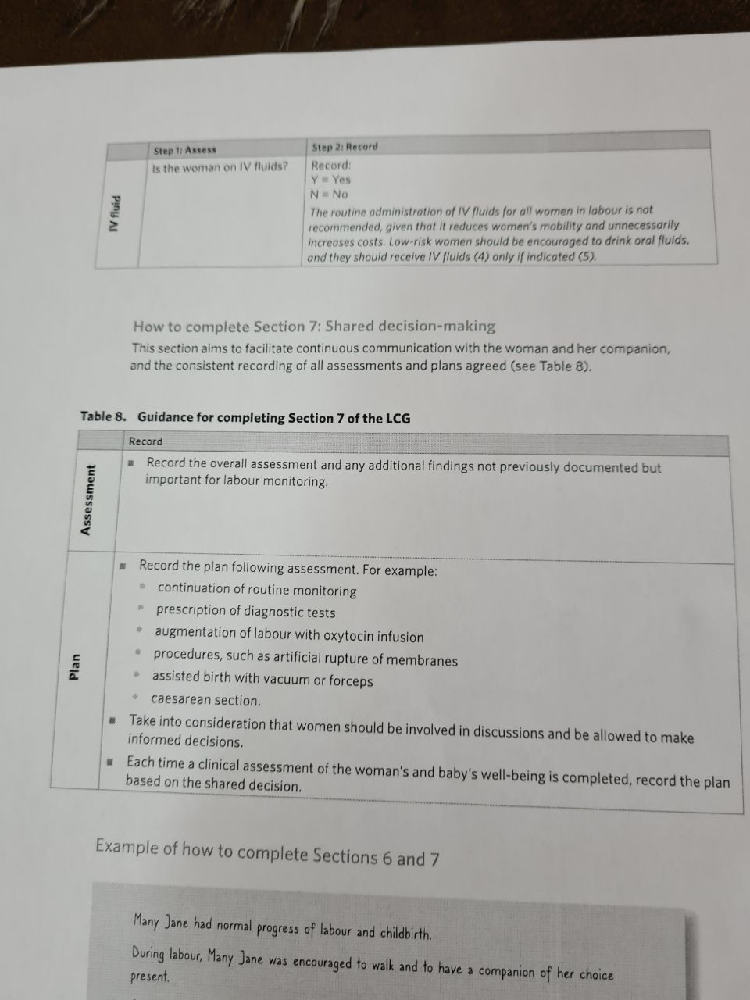 Step 1: Assess
Step 2: Record
IV fluid
Is the woman on IV fluids?
Record:
Y = Yes
N = No
The routine administration of IV fluids for all women in labour is not
recommended, given that it reduces women's mobility and unnecessarily
increases costs. Low-risk women should be encouraged to drink oral fluids,
and they should receive IV fluids (4) only if indicated (5).
How to complete Section 7: Shared decision-making
This section aims to facilitate continuous communication with the woman and her companion,
and the consistent recording of all assessments and plans agreed (see Table 8).
Table 8. Guidance for completing Section 7 of the LCG
Record
Assessment
▪ Record the overall assessment and any additional findings not previously documented but
important for labour monitoring.
Plan
▪ Record the plan following assessment. For example:
• continuation of routine monitoring
• prescription of diagnostic tests
• augmentation of labour with oxytocin infusion
• procedures, such as artificial rupture of membranes
• assisted birth with vacuum or forceps
• caesarean section.
▪ Take into consideration that women should be involved in discussions and be allowed to make
informed decisions.
▪ Each time a clinical assessment of the woman's and baby's well-being is completed, record the plan
based on the shared decision.
Example of how to complete Sections 6 and 7
Many Jane had normal progress of labour and childbirth.
During labour, Many Jane was encouraged to walk and to have a companion of her choice
present.